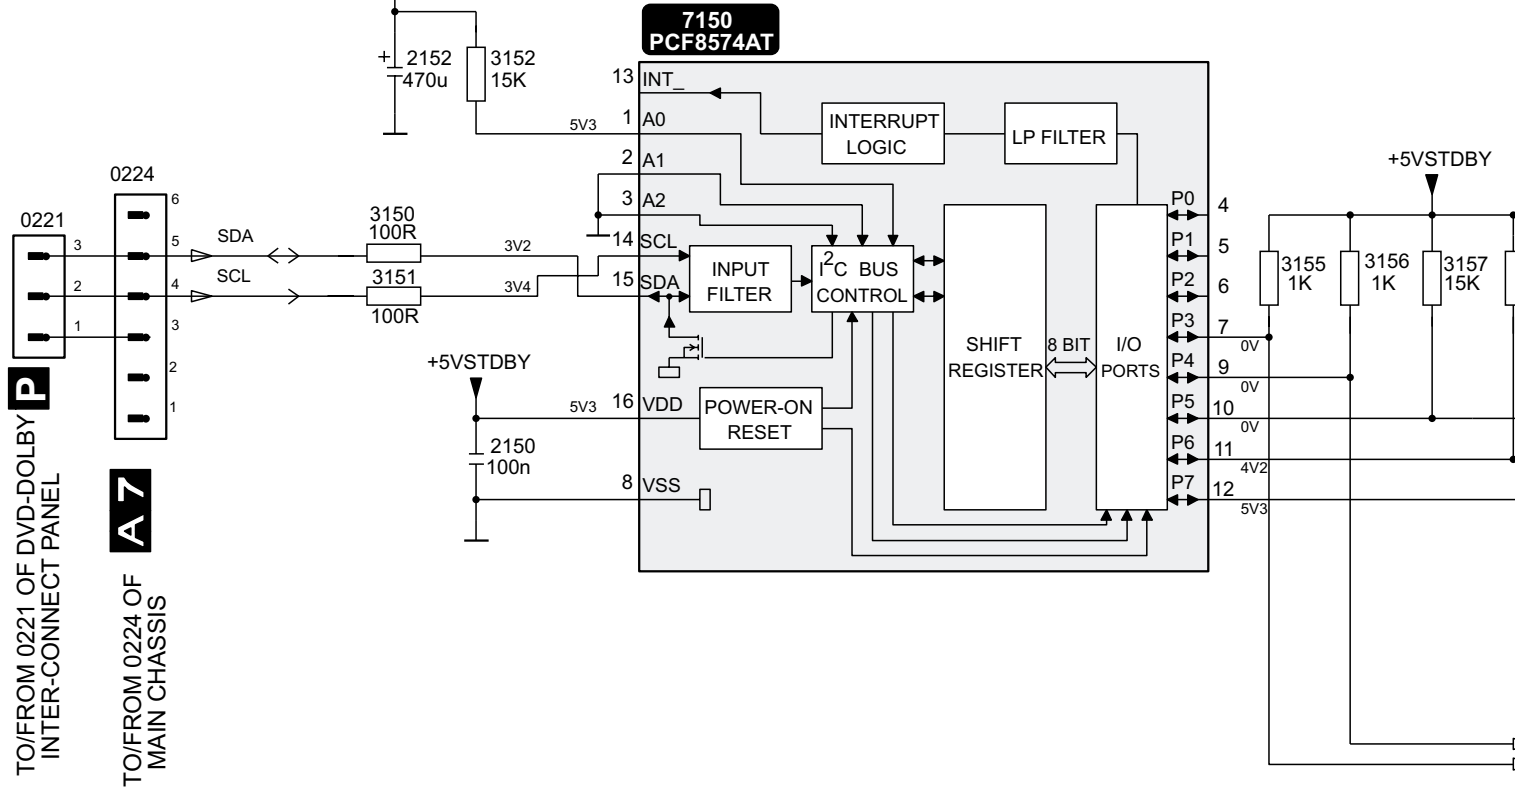 7150
PCF8574AT
+
2152
470u
3152
15K
13
INT_
5V3
1
A0
2
A1
3
A2
14
SCL
15
SDA
INTERRUPT
LOGIC
LP FILTER
INPUT
FILTER
I2C BUS
CONTROL
SHIFT
REGISTER
8 BIT
I/O
PORTS
POWER-ON
RESET
0224
6
5
4
3
2
1
0221
3
2
1
SDA
SCL
3150
100R
3151
100R
3V2
3V4
+5VSTDBY
5V3
16
VDD
2150
100n
8
VSS
P0
4
P1
5
P2
6
P3
7
0V
P4
9
0V
P5
10
0V
P6
11
4V2
P7
12
5V3
+5VSTDBY
3155
1K
3156
1K
3157
15K
P
TO/FROM 0221 OF DVD-DOLBY
INTER-CONNECT PANEL
A 7
TO/FROM 0224 OF
MAIN CHASSIS